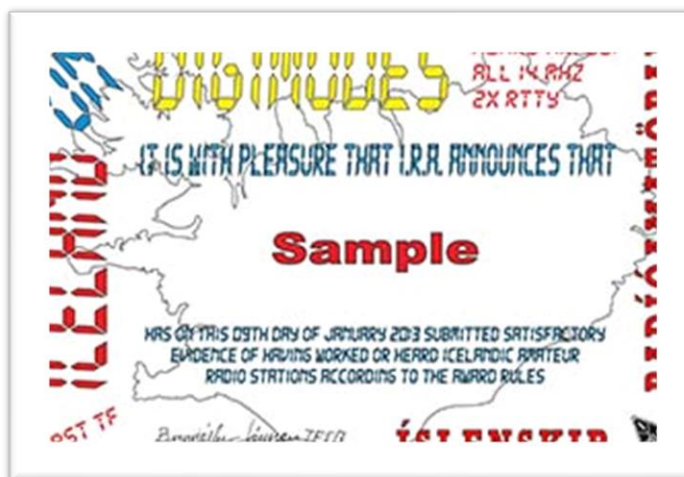 DIGIMODES
ALL 14 MHZ
2X RTTY
IT IS WITH PLEASURE THAT I.R.A. ANNOUNCES THAT
Sample
HAS ON THIS 09TH DAY OF JANUARY 2013 SUBMITTED SATISFACTORY
EVIDENCE OF HAVING WORKED OR HEARD ICELANDIC AMATEUR
RADIO STATIONS ACCORDING TO THE AWARD RULES
ICELAND
TF
ÍSLENSKIR